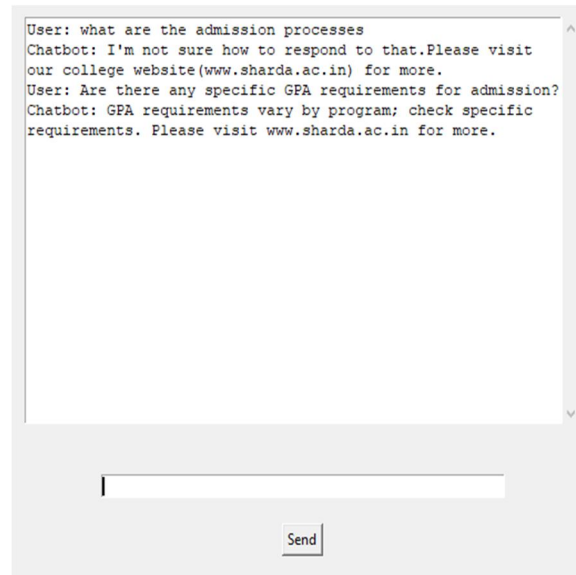 User: what are the admission processes
Chatbot: I'm not sure how to respond to that.Please visit
our college website(www.sharda.ac.in) for more.
User: Are there any specific GPA requirements for admission?
Chatbot: GPA requirements vary by program; check specific
requirements. Please visit www.sharda.ac.in for more.
Send